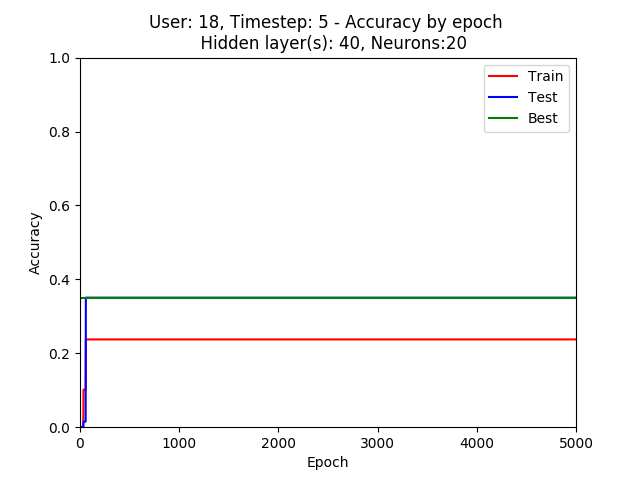 User: 18, Timestep: 5 - Accuracy by epoch
Hidden layer(s): 40, Neurons:20
Train
Test
Best
1.0
0.8
0.6
0.4
0.2
0.0
Accuracy
0
1000
2000
3000
4000
5000
Epoch